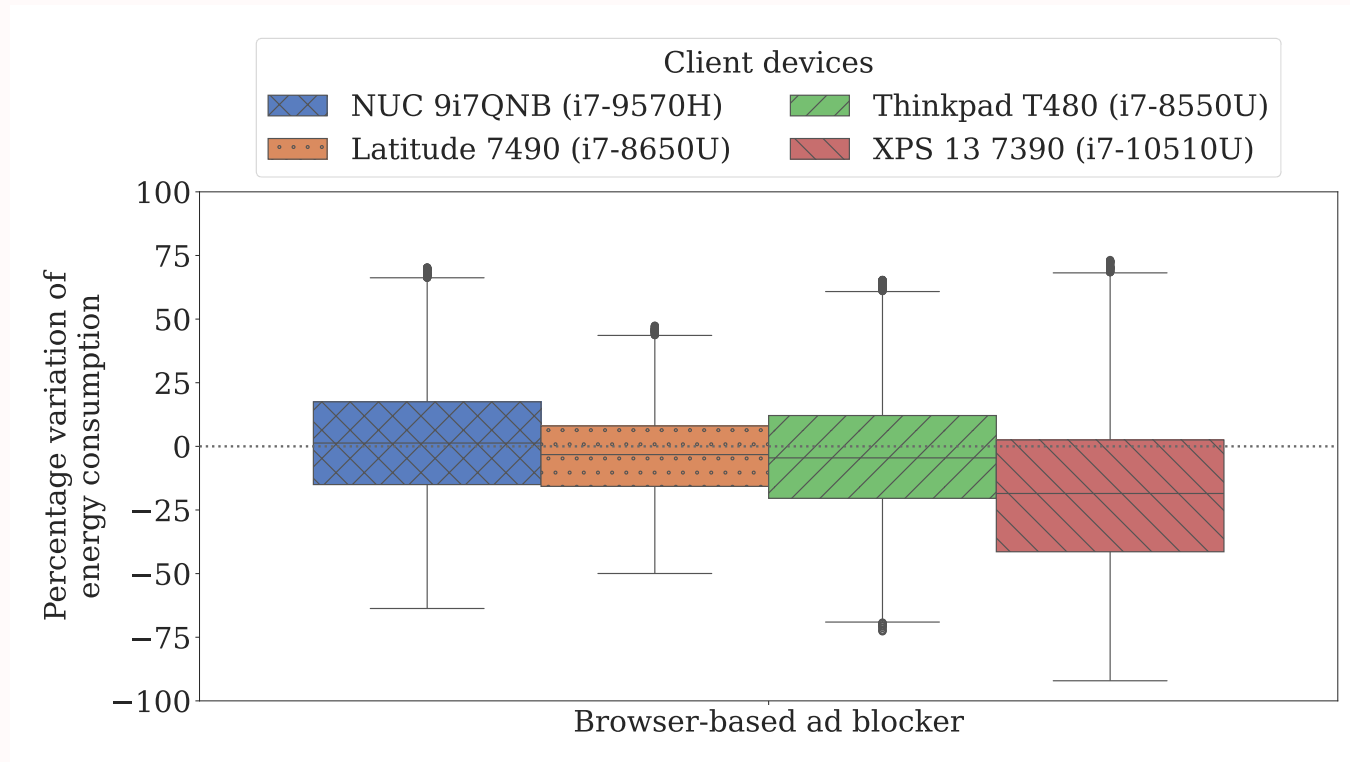 Client devices
NUC 9i7QNB (i7-9570H)
Thinkpad T480 (i7-8550U)
Latitude 7490 (i7-8650U)
XPS 13 7390 (i7-10510U)
100
75
50
25
0
−25
−50
−75
−100
Percentage variation of
energy consumption
Browser-based ad blocker